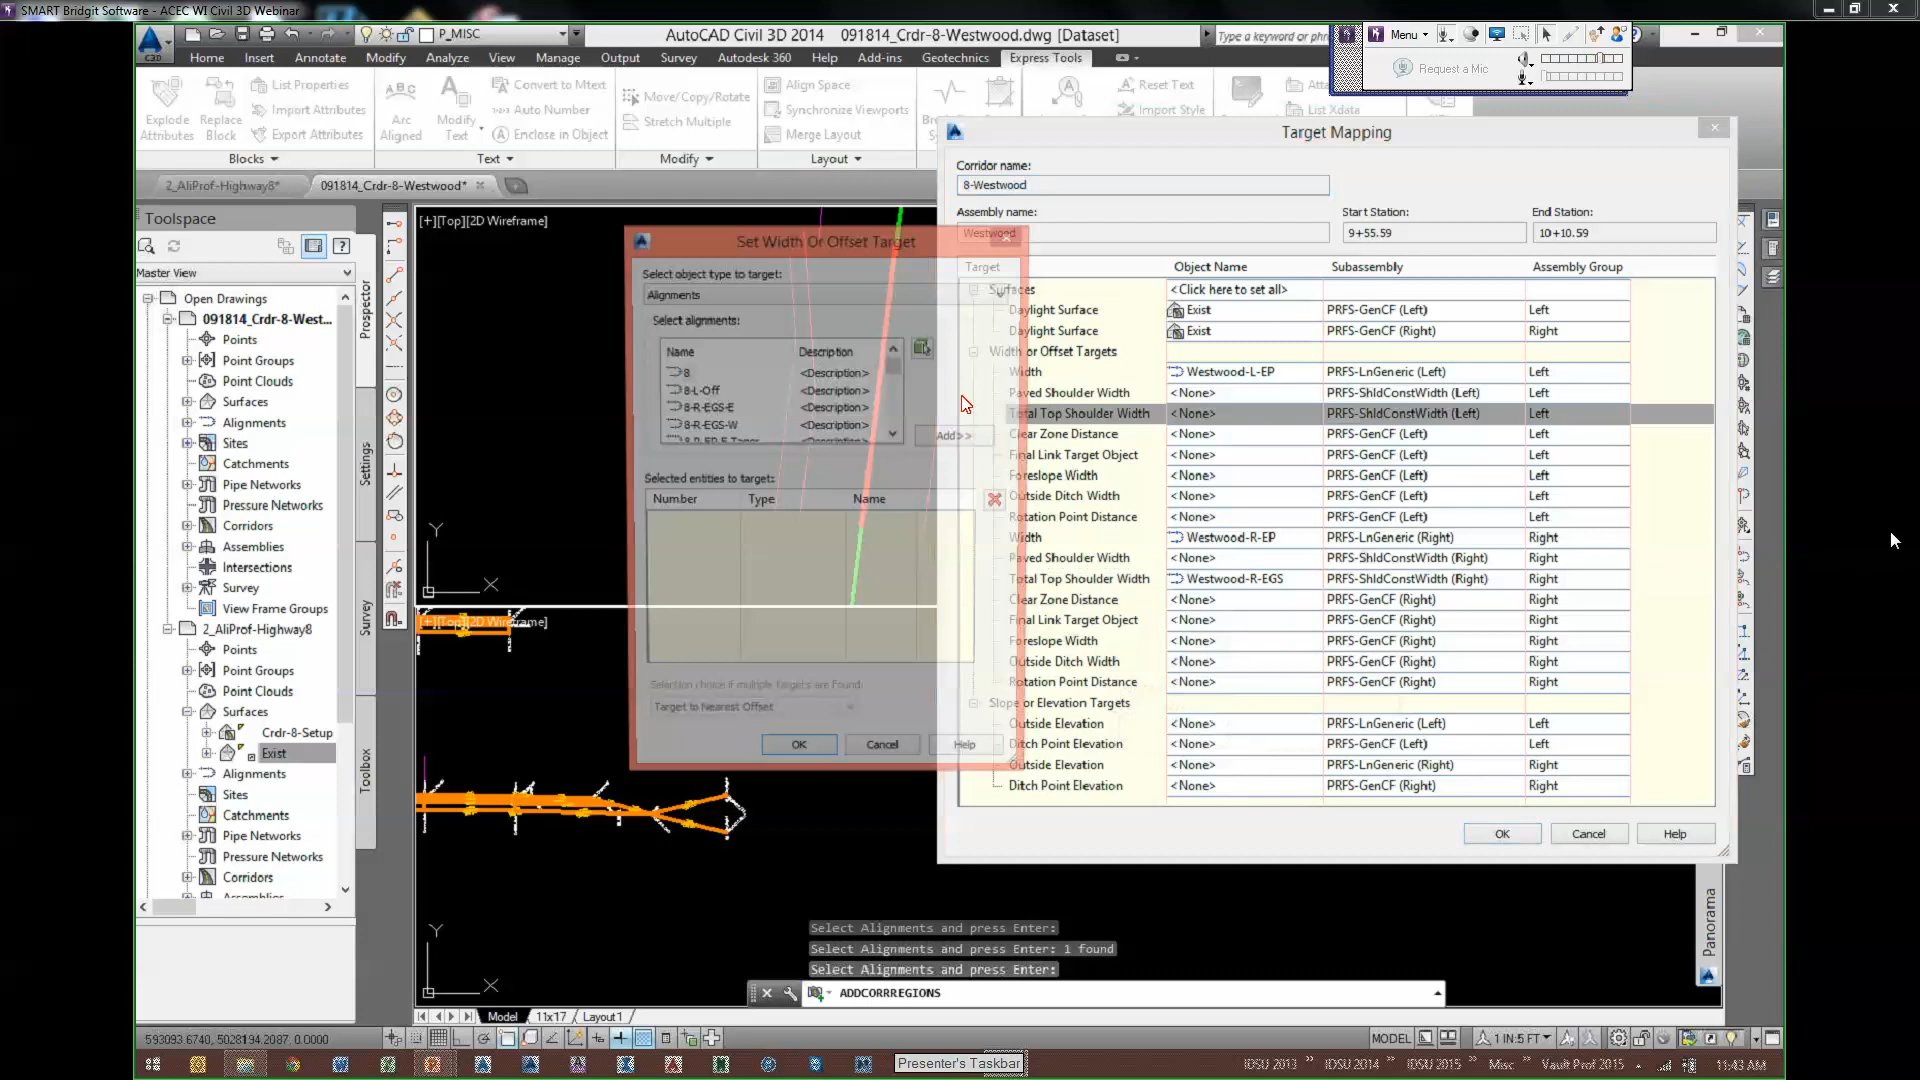 SMART Bridgit Software - ACEC WI Civil 3D Webinar
P_MISC
AutoCAD Civil 3D 2014 091814_Crdr-8-Westwood.dwg [Dataset]
Type a keyword or phr
Menu
Request a Mic
Home Insert Annotate Modify Analyze View Manage Output Survey Autodesk 360 Help Add-ins Geotechnics Express Tools
Explode Attributes
Replace Block
List Properties
Import Attributes
Export Attributes
Arc Aligned
Modify Text
Convert to Mtext
Auto Number
Enclose in Object
Move/Copy/Rotate
Stretch Multiple
Align Space
Synchronize Viewports
Merge Layout
Reset Text
Import Style
List Xdata
Blocks Text Modify Layout
2_AliProf-Highway8* 091814_Crdr-8-Westwood*
Toolspace
Master View
Open Drawings
091814_Crdr-8-West...
Points
Point Groups
Point Clouds
Surfaces
Alignments
Sites
Catchments
Pipe Networks
Pressure Networks
Corridors
Assemblies
Intersections
Survey
View Frame Groups
2_AliProf-Highway8
Points
Point Groups
Point Clouds
Surfaces
Crdr-8-Setup
Exist
Alignments
Sites
Catchments
Pipe Networks
Pressure Networks
Corridors
Assemblies
Prospector
Settings
Survey
Toolbox
[+][Top][2D Wireframe]
Y
X
[+][Top][2D Wireframe]
Y
X
Set Width Or Offset Target
Select object type to target:
Alignments
Select alignments:
Name Description
8 <Description>
8-L-Off <Description>
8-R-EGS-E <Description>
8-R-EGS-W <Description>
Add>>
Selected entities to target:
Number Type Name
Selection choice if multiple targets are Found:
Target to Nearest Offset
OK Cancel Help
Target Mapping
Corridor name:
8-Westwood
Assembly name: Start Station: End Station:
Westwood 9+55.59 10+10.59
Target Object Name Subassembly Assembly Group
Surfaces <Click here to set all>
Daylight Surface Exist PRFS-GenCF (Left) Left
Daylight Surface Exist PRFS-GenCF (Right) Right
Width or Offset Targets
Width Westwood-L-EP PRFS-LnGeneric (Left) Left
Paved Shoulder Width <None> PRFS-ShldConstWidth (Left) Left
Total Top Shoulder Width <None> PRFS-ShldConstWidth (Left) Left
Clear Zone Distance <None> PRFS-GenCF (Left) Left
Final Link Target Object <None> PRFS-GenCF (Left) Left
Foreslope Width <None> PRFS-GenCF (Left) Left
Outside Ditch Width <None> PRFS-GenCF (Left) Left
Rotation Point Distance <None> PRFS-GenCF (Left) Left
Width Westwood-R-EP PRFS-LnGeneric (Right) Right
Paved Shoulder Width <None> PRFS-ShldConstWidth (Right) Right
Total Top Shoulder Width Westwood-R-EGS PRFS-ShldConstWidth (Right) Right
Clear Zone Distance <None> PRFS-GenCF (Right) Right
Final Link Target Object <None> PRFS-GenCF (Right) Right
Foreslope Width <None> PRFS-GenCF (Right) Right
Outside Ditch Width <None> PRFS-GenCF (Right) Right
Rotation Point Distance <None> PRFS-GenCF (Right) Right
Slope or Elevation Targets
Outside Elevation <None> PRFS-LnGeneric (Left) Left
Ditch Point Elevation <None> PRFS-GenCF (Left) Left
Outside Elevation <None> PRFS-LnGeneric (Right) Right
Ditch Point Elevation <None> PRFS-GenCF (Right) Right
OK Cancel Help
Panorama
Select Alignments and press Enter:
Select Alignments and press Enter: 1 found
Select Alignments and press Enter:
ADDCORRREGIONS
Model 11x17 Layout1
593093.6740, 5028194.2087, 0.0000
MODEL 1 IN:5 FT
Presenter's Taskbar
IDSU 2013 IDSU 2014 IDSU 2015 Misc Vault Prof 2015 11:43 AM